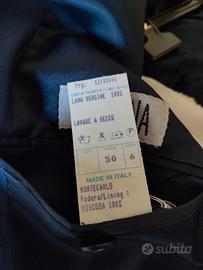 LANA VERGINE 100%
LAVARE A SECCO
50 6
MADE IN ITALY
MONTECARLO
Fodera/Lining :
VISCOSA 100%
subito